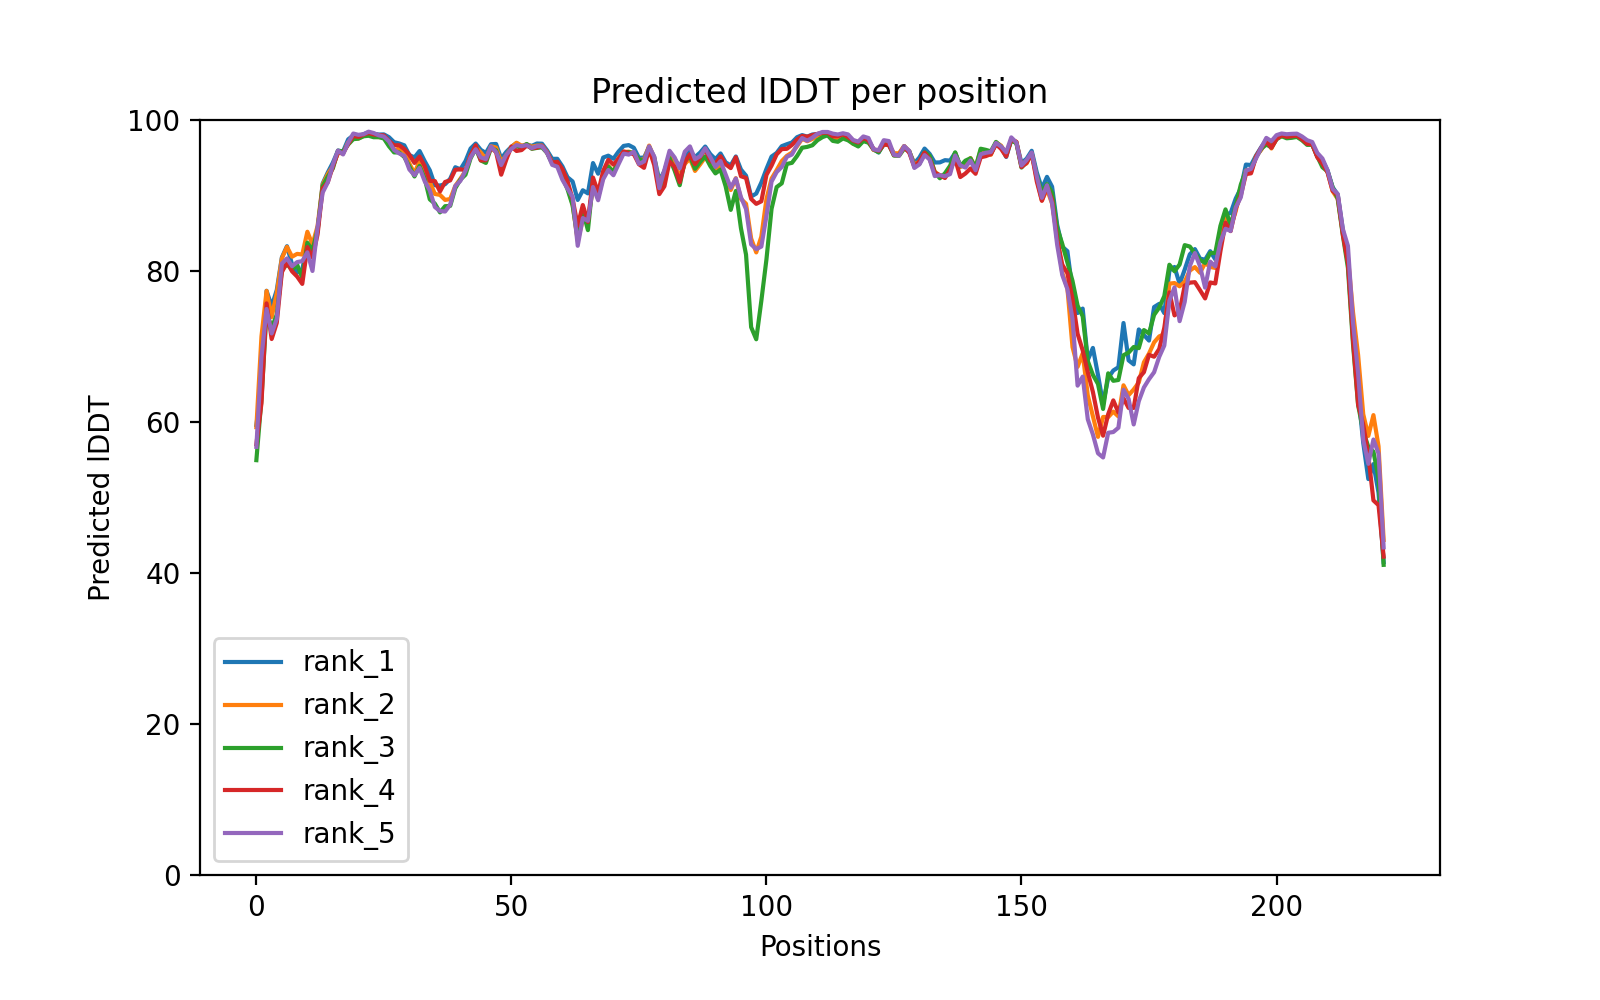 Predicted lDDT per position
100
80
60
40
20
0
Predicted lDDT
rank_1
rank_2
rank_3
rank_4
rank_5
0 50 100 150 200
Positions